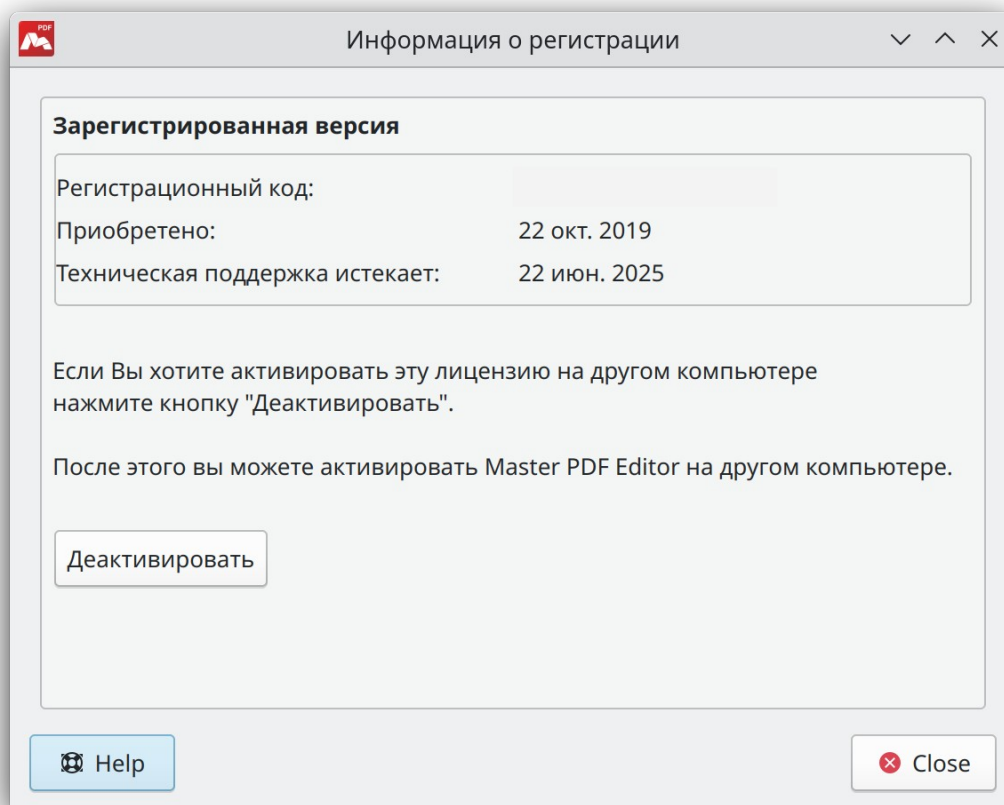 PDF
Информация о регистрации
Зарегистрированная версия
Регистрационный код:
Приобретено: 22 окт. 2019
Техническая поддержка истекает: 22 июн. 2025
Если Вы хотите активировать эту лицензию на другом компьютере
нажмите кнопку "Деактивировать".
После этого вы можете активировать Master PDF Editor на другом компьютере.
Деактивировать
Help
Close